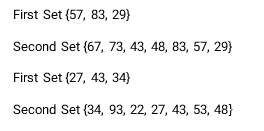 First Set {57, 83, 29}
Second Set {67, 73, 43, 48, 83, 57, 29}
First Set {27, 43, 34}
Second Set {34, 93, 22, 27, 43, 53, 48}